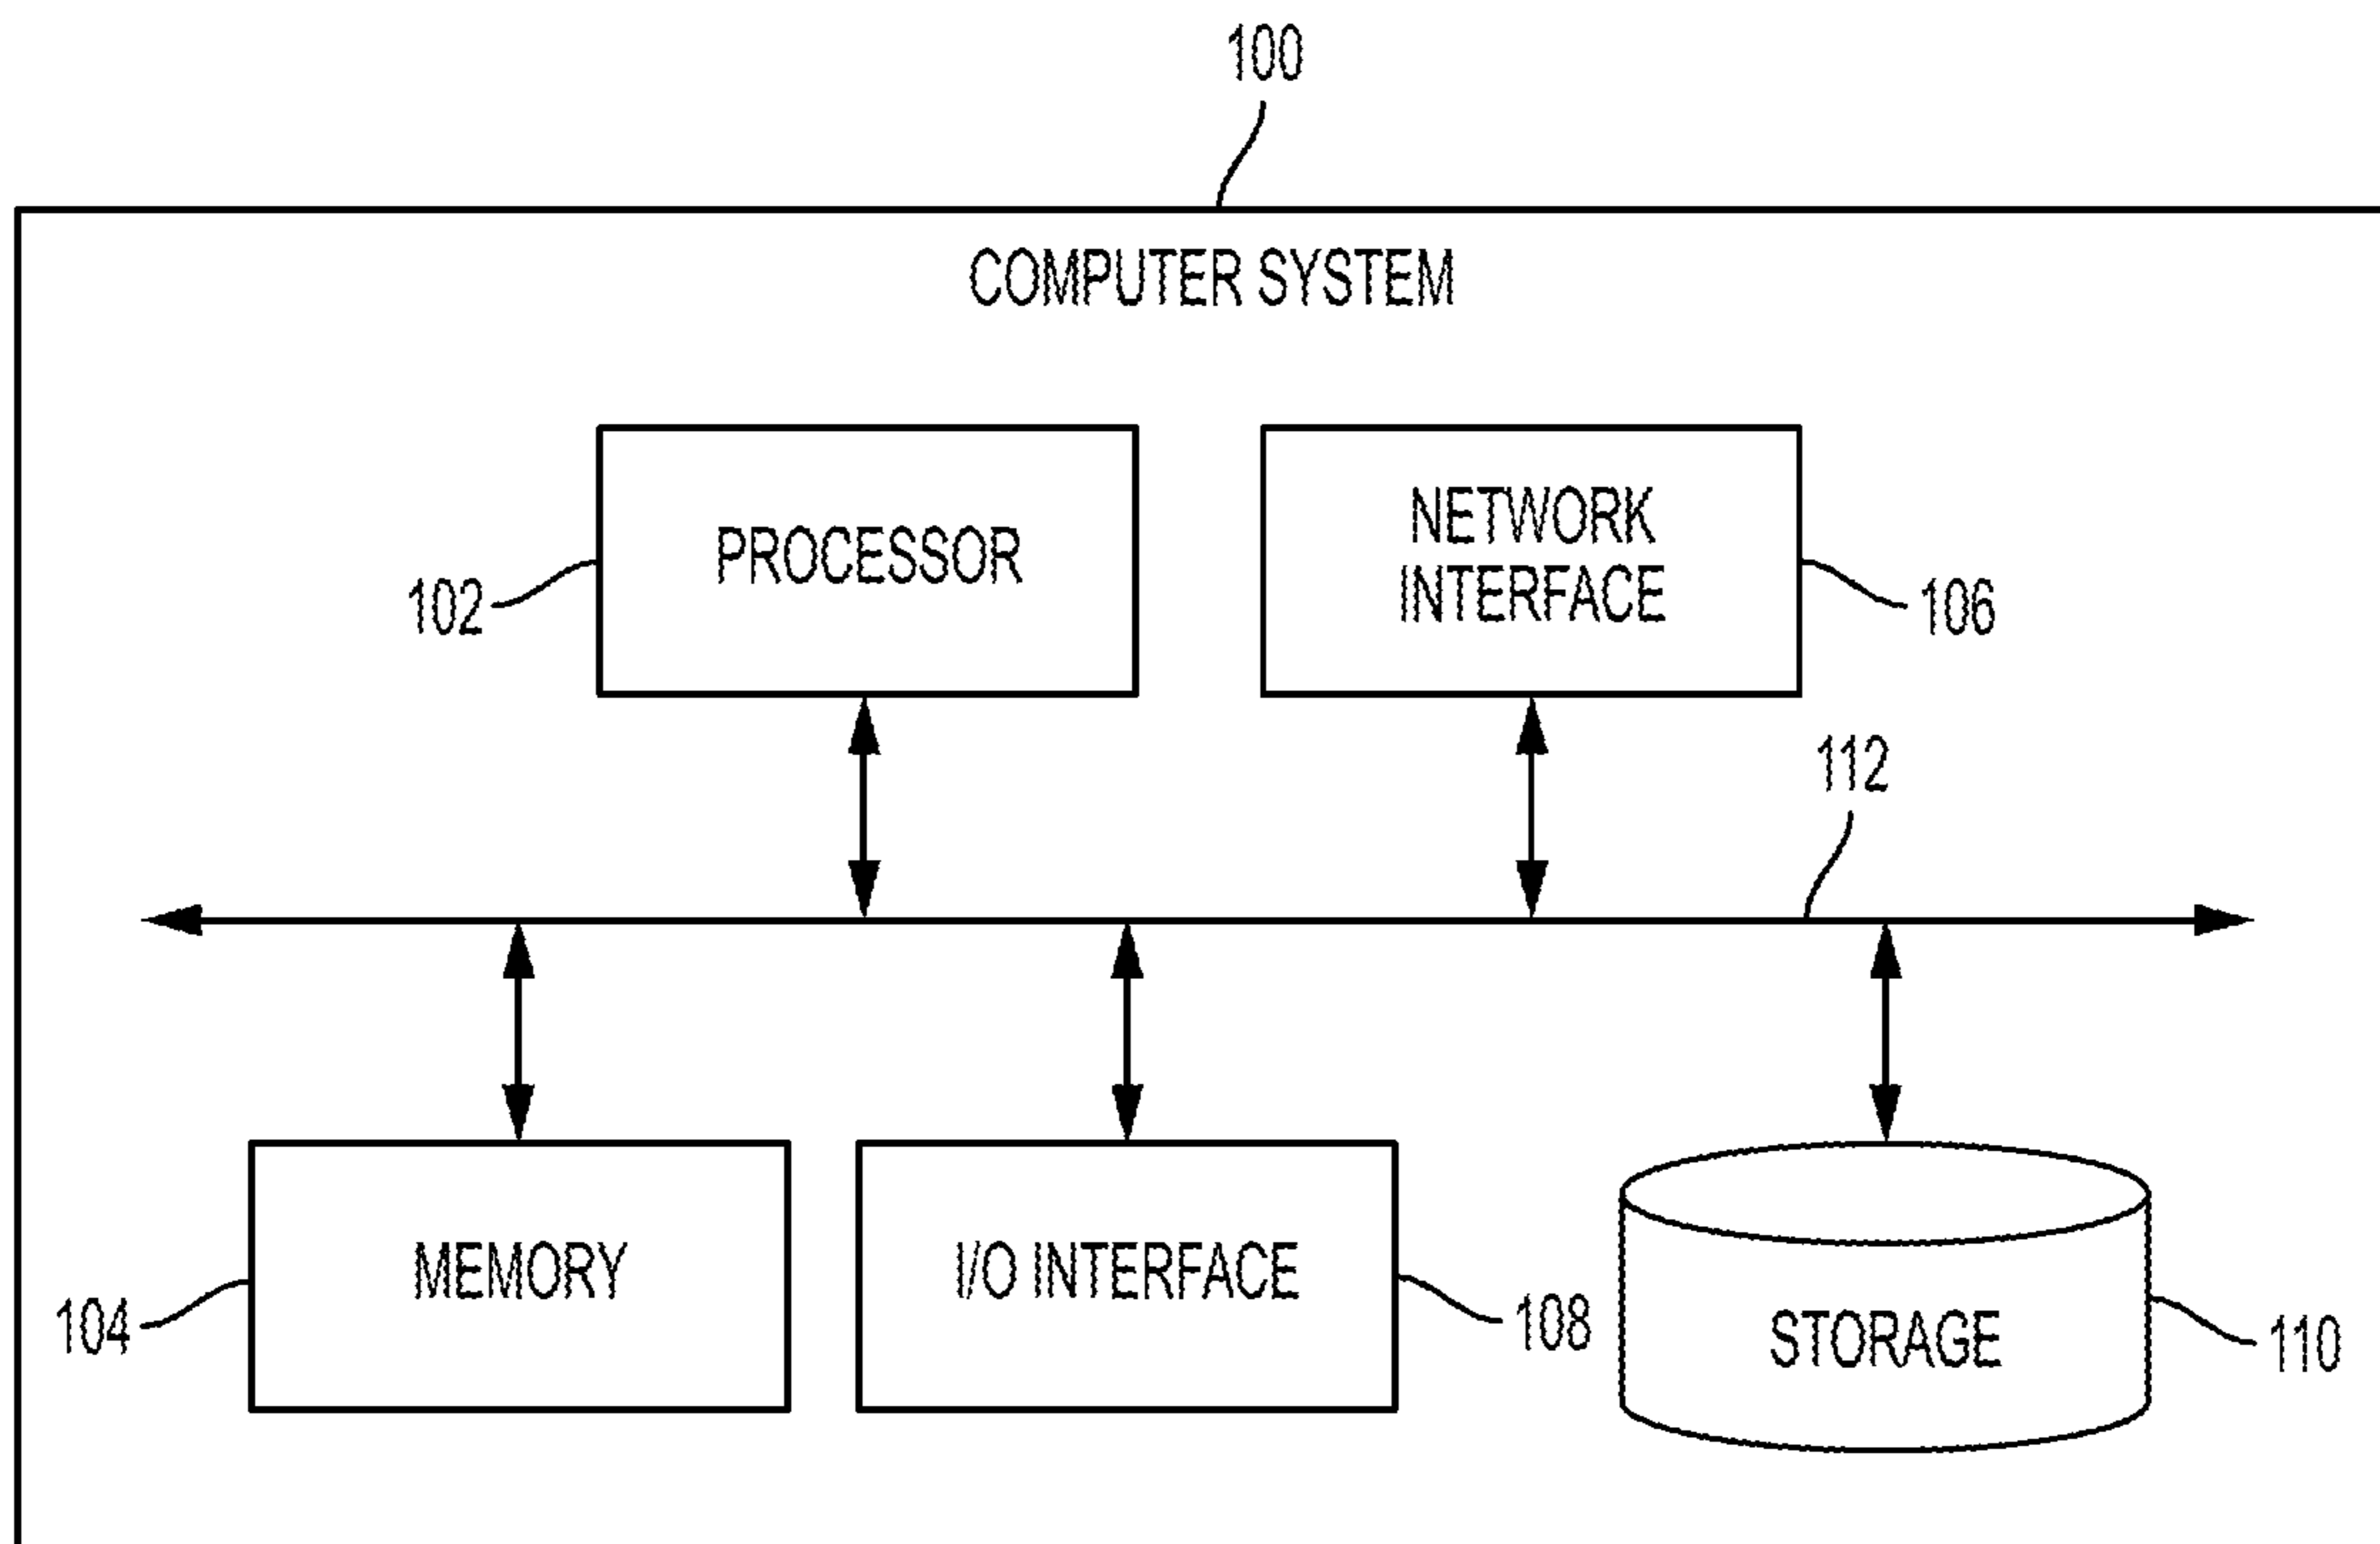 100
COMPUTER SYSTEM
PROCESSOR
NETWORK
INTERFACE
102
106
112
MEMORY
I/O INTERFACE
104
108
STORAGE
110